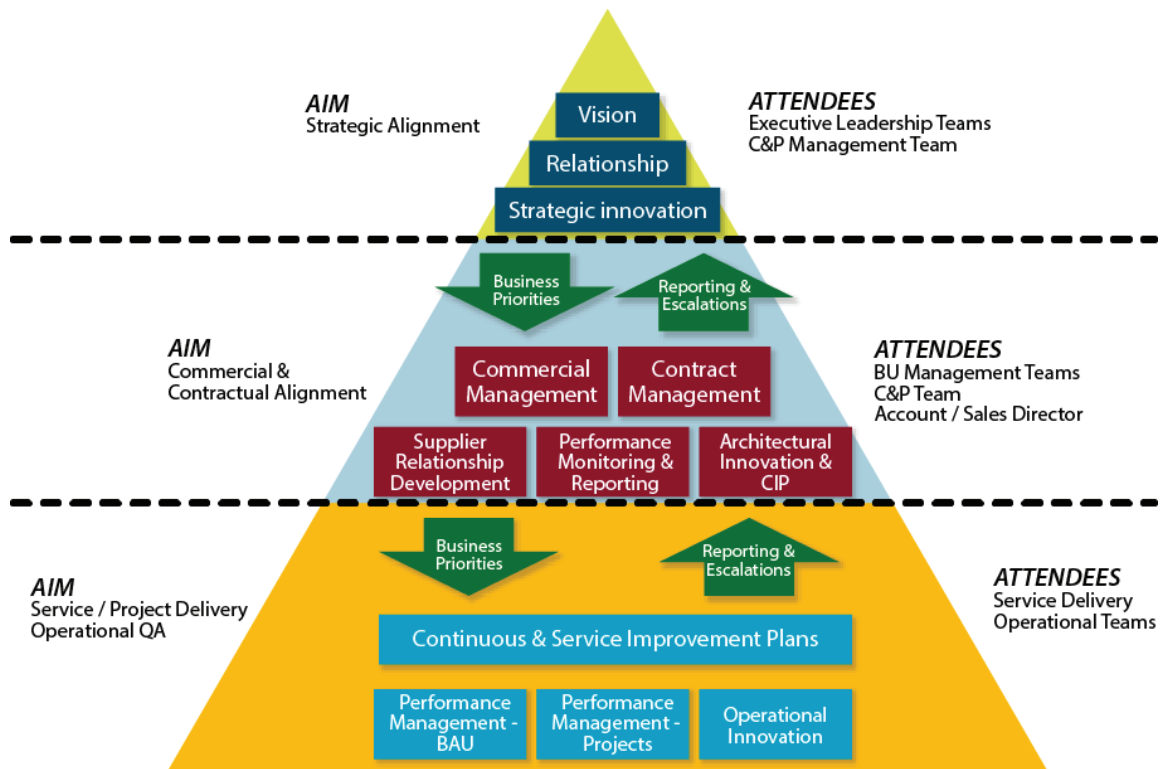 AIM
Strategic Alignment
Vision
Relationship
Strategic innovation
ATTENDEES
Executive Leadership Teams
C&P Management Team
Business
Priorities
Reporting &
Escalations
AIM
Commercial &
Contractual Alignment
Commercial
Management
Contract
Management
Supplier
Relationship
Development
Performance
Monitoring &
Reporting
Architectural
Innovation &
CIP
ATTENDEES
BU Management Teams
C&P Team
Account / Sales Director
Business
Priorities
Reporting &
Escalations
AIM
Service / Project Delivery
Operational QA
Continuous & Service Improvement Plans
Performance
Management -
BAU
Performance
Management -
Projects
Operational
Innovation
ATTENDEES
Service Delivery
Operational Teams